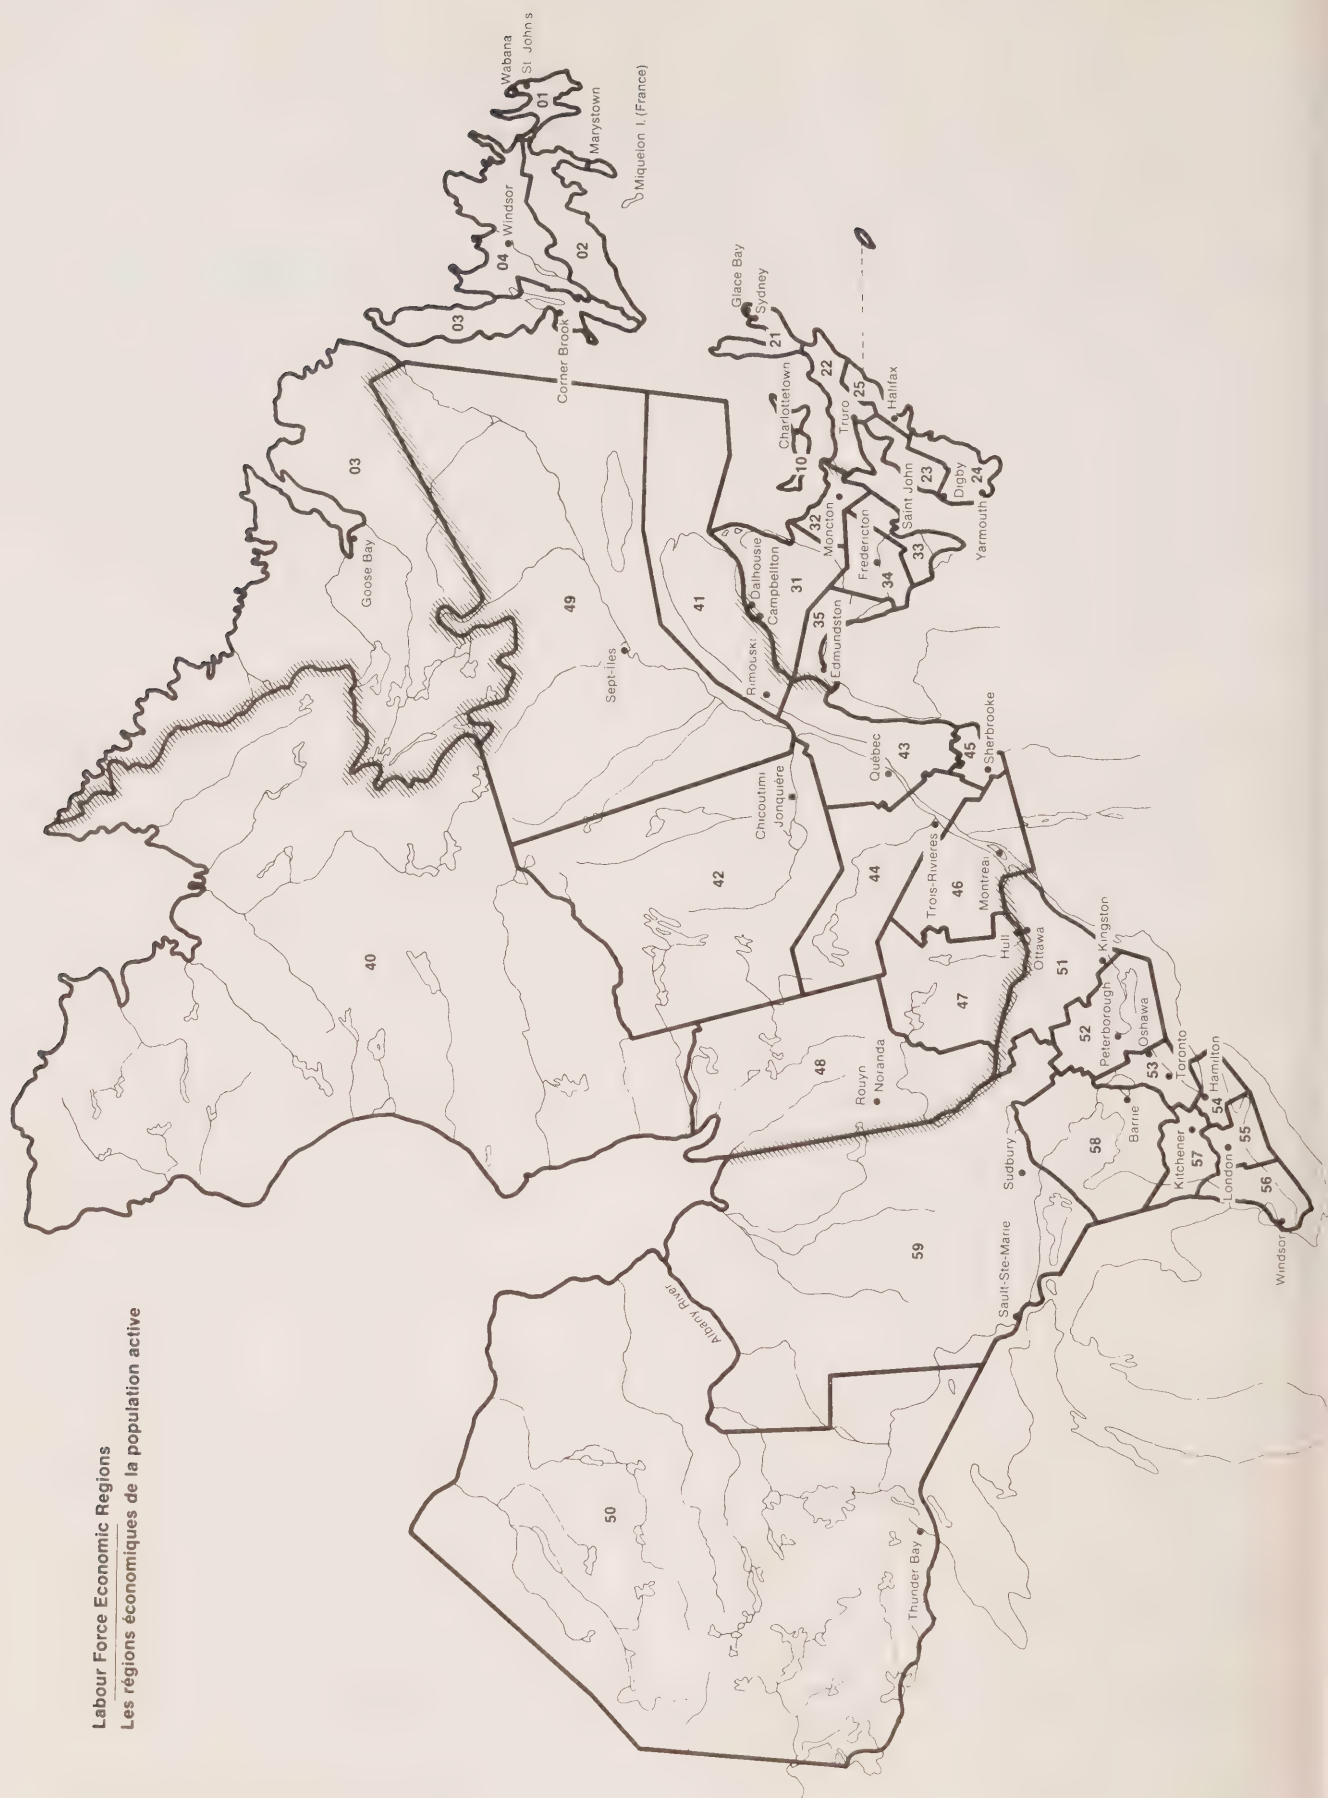 Labour Force Economic Regions
Les régions économiques de la population active
03
Goose Bay
03
04
Windsor
02
01
Wabana
St John s
Marystown
Miquelon I. (France)
Corner Brook
40
49
Sept-Îles
41
42
Chicoutimi
Jonquière
Rimouski
Dalhousie
Campbellton
31
32
Moncton
Charlottetown
10
Glace Bay
Sydney
21
22
25
Truro
Halifax
Saint John
23
Digby
24
Yarmouth
33
Fredericton
34
35
Edmundston
Québec
43
45
Sherbrooke
44
Trois-Rivières
46
Montréal
Hull
Ottawa
47
48
Rouyn
Noranda
51
Kingston
52
Peterborough
Oshawa
53
Toronto
Hamilton
54
55
56
57
58
Barrie
Kitchener
London
Windsor
Sudbury
59
Sault-Ste-Marie
Albany River
50
Thunder Bay